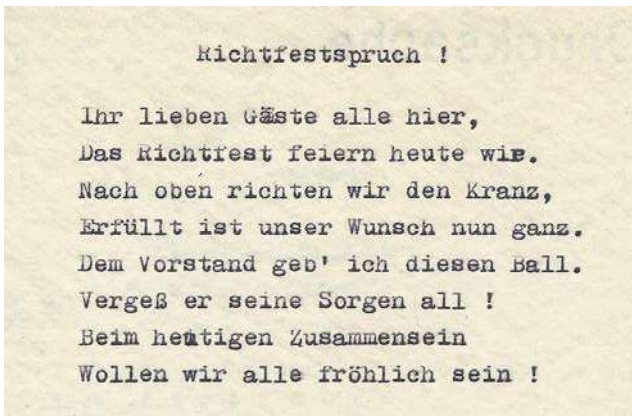 Richtfestspruch !
Ihr lieben Gäste alle hier,
Das Richtfest feiern heute wir.
Nach oben richten wir den Kranz,
Erfüllt ist unser Wunsch nun ganz.
Dem Vorstand geb' ich diesen Ball.
Vergeß er seine Sorgen all !
Beim heutigen Zusammensein
Wollen wir alle fröhlich sein !